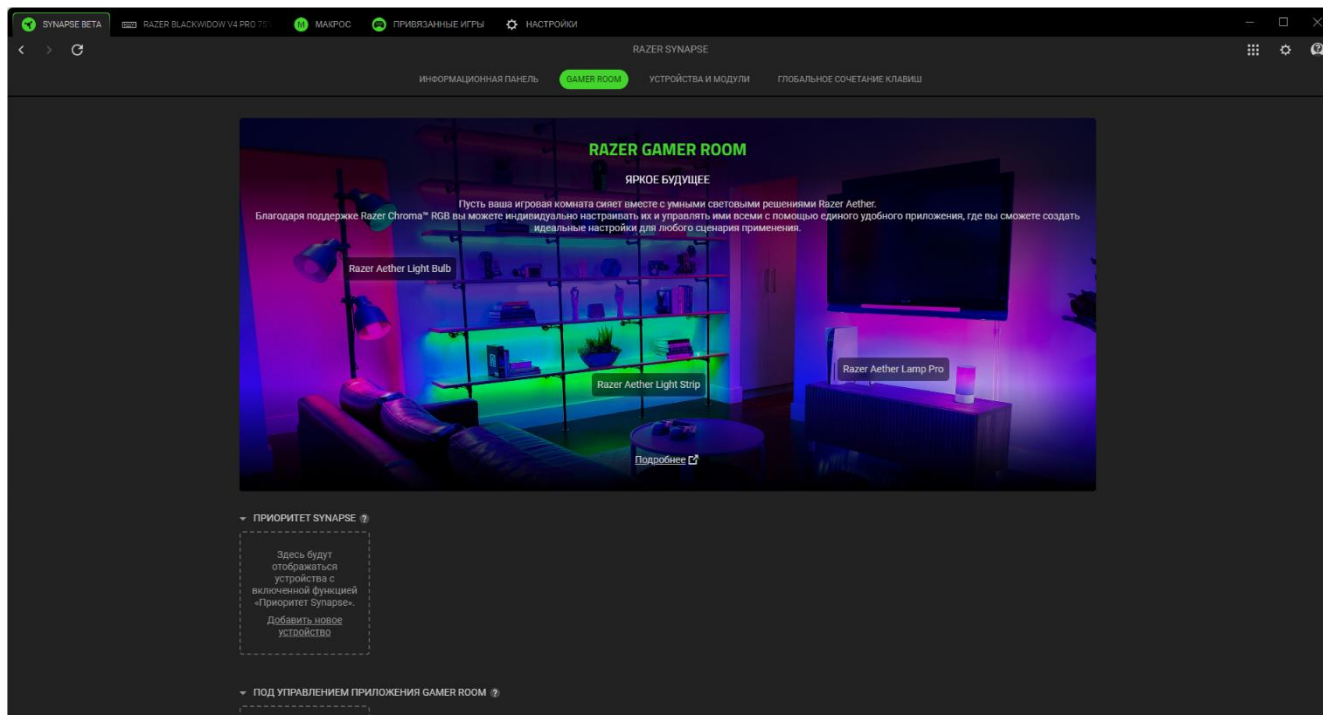 SYNAPSE BETA
RAZER BLACKWIDOW V4 PRO 75%
МАКРОС
ПРИВЯЗАННЫЕ ИГРЫ
НАСТРОЙКИ
RAZER SYNAPSE
ИНФОРМАЦИОННАЯ ПАНЕЛЬ
GAMER ROOM
УСТРОЙСТВА И МОДУЛИ
ГЛОБАЛЬНОЕ СОЧЕТАНИЕ КЛАВИШ
RAZER GAMER ROOM
ЯРКОЕ БУДУЩЕЕ
Пусть ваша игровая комната сияет вместе с умными световыми решениями Razer Aether.
Благодаря поддержке Razer Chroma™ RGB вы можете индивидуально настраивать их и управлять ими всеми с помощью единого удобного приложения, где вы сможете создать
идеальные настройки для любого сценария применения.
Razer Aether Light Bulb
Razer Aether Lamp Pro
Razer Aether Light Strip
Подробнее
ПРИОРИТЕТ SYNAPSE ?
Здесь будут
отображаться
устройства с
включенной функцией
«Приоритет Synapse».
Добавить новое
устройство
ПОД УПРАВЛЕНИЕМ ПРИЛОЖЕНИЯ GAMER ROOM ?